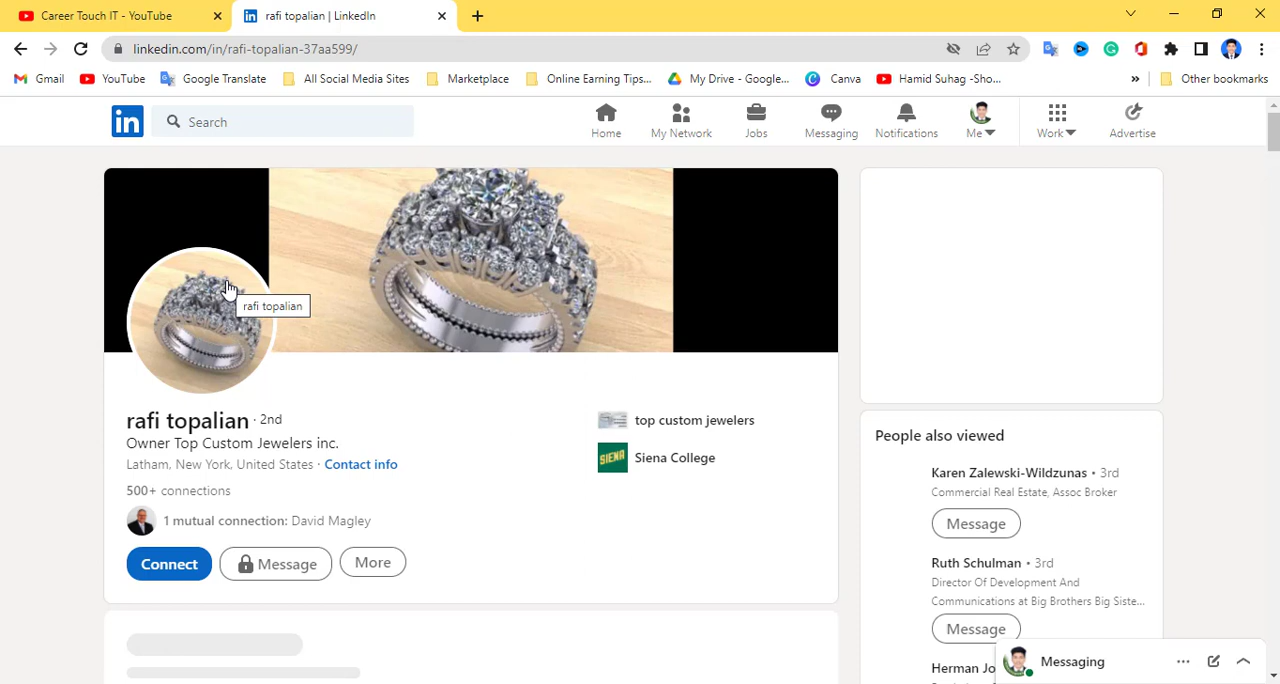 Career Touch IT - YouTube
rafi topalian | LinkedIn
linkedin.com/in/rafi-topalian-37aa599/
Gmail
YouTube
Google Translate
All Social Media Sites
Marketplace
Online Earning Tips...
My Drive - Google...
Canva
Hamid Suhag -Sho...
»
Other bookmarks
in
Search
Home
My Network
Jobs
Messaging
Notifications
Me
Work
Advertise
rafi topalian
rafi topalian · 2nd
Owner Top Custom Jewelers inc.
Latham, New York, United States · Contact info
500+ connections
1 mutual connection: David Magley
Connect
Message
More
top custom jewelers
SIENA
Siena College
People also viewed
Karen Zalewski-Wildzunas • 3rd
Commercial Real Estate, Assoc Broker
Message
Ruth Schulman • 3rd
Director Of Development And
Communications at Big Brothers Big Siste...
Message
Herman Jo
Messaging